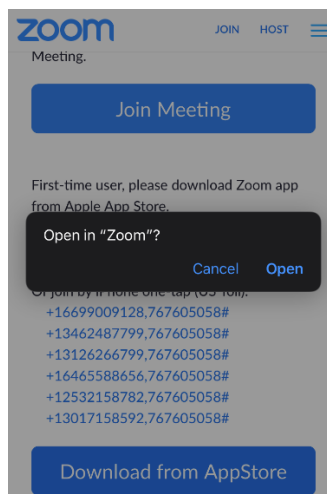 zoom JOIN HOST
Meeting.
Join Meeting
First-time user, please download Zoom app
from Apple App Store.
Open in “Zoom”?
Cancel Open
Or join by iPhone one-tap (US Toll):
+16699009128,767605058#
+13462487799,767605058#
+13126266799,767605058#
+16465588656,767605058#
+12532158782,767605058#
+13017158592,767605058#
Download from AppStore